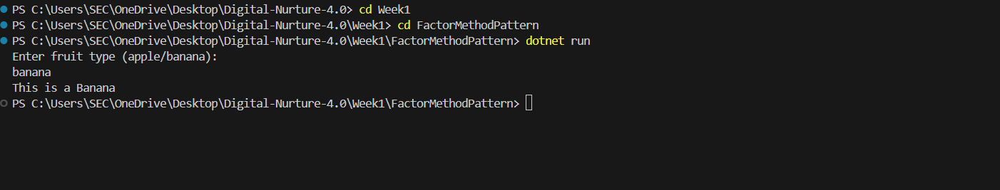 PS C:\Users\SEC\OneDrive\Desktop\Digital-Nurture-4.0> cd Week1
PS C:\Users\SEC\OneDrive\Desktop\Digital-Nurture-4.0\Week1> cd FactorMethodPattern
PS C:\Users\SEC\OneDrive\Desktop\Digital-Nurture-4.0\Week1\FactorMethodPattern> dotnet run
Enter fruit type (apple/banana):
banana
This is a Banana
PS C:\Users\SEC\OneDrive\Desktop\Digital-Nurture-4.0\Week1\FactorMethodPattern>